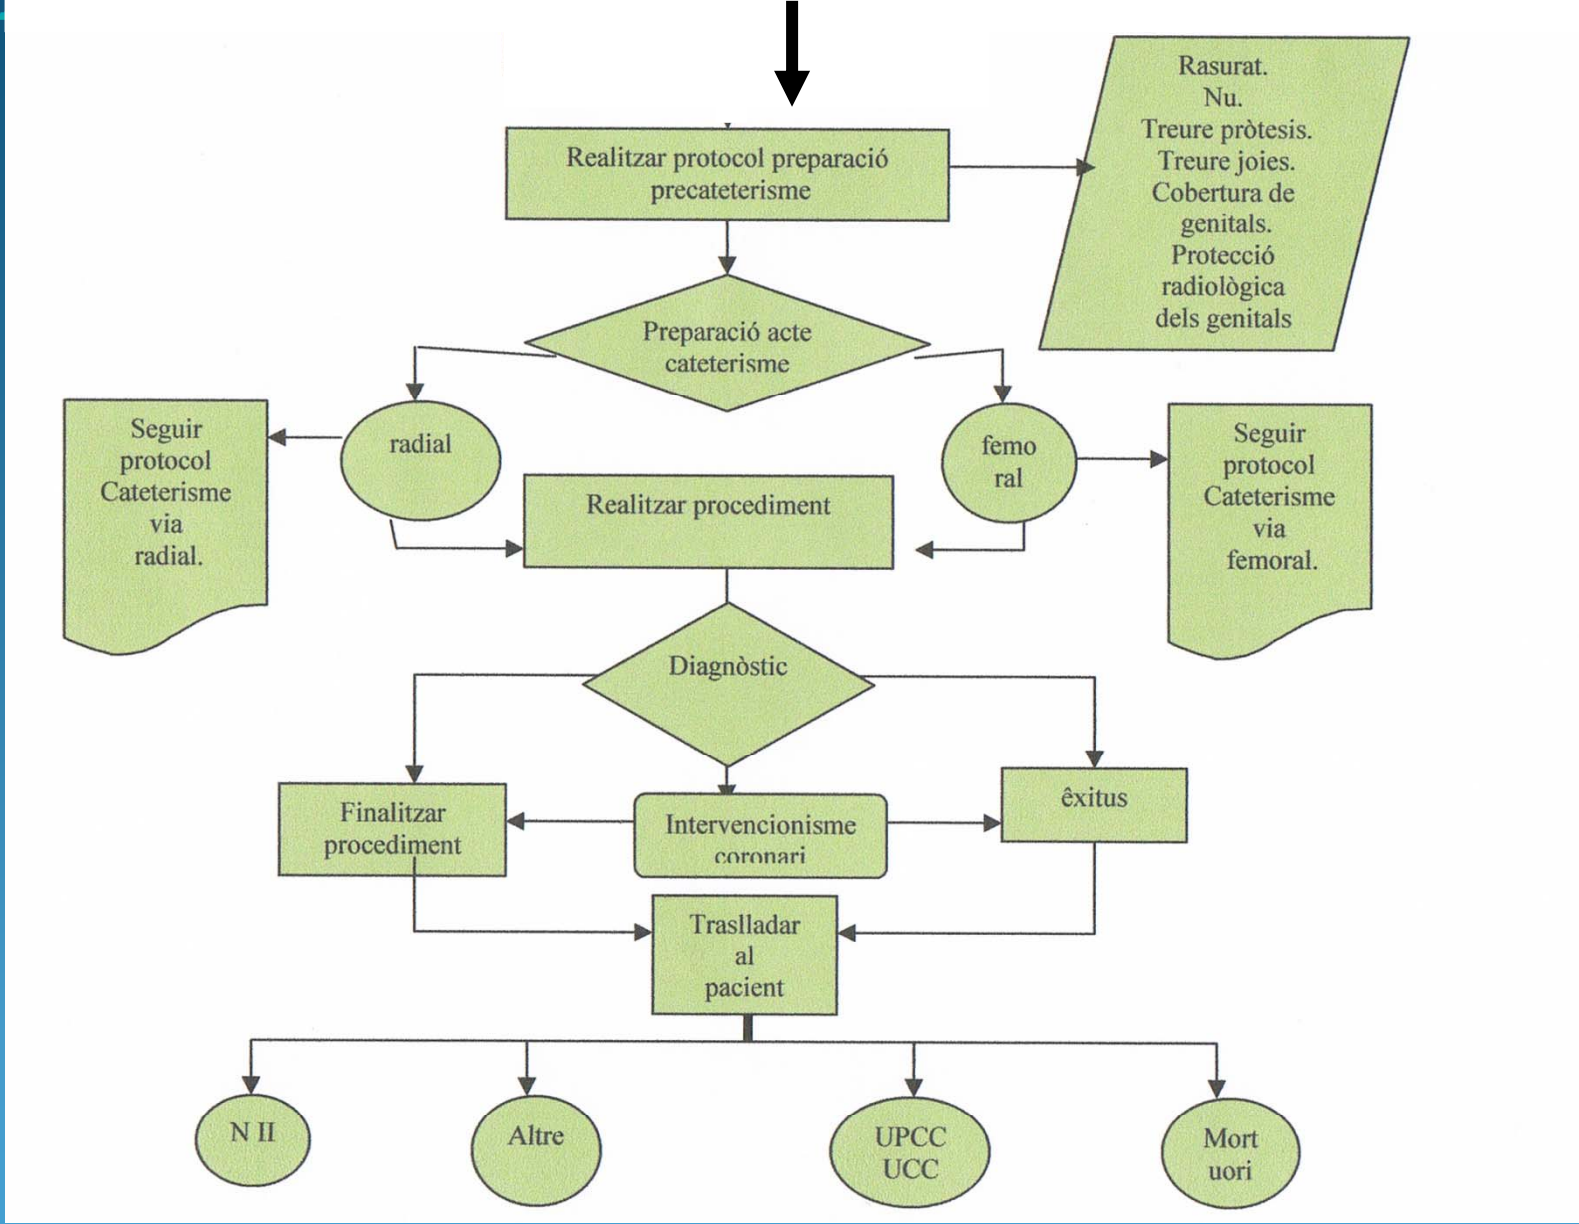 Realitzar protocol preparació
precateterisme
Rasurat.
Nu.
Treure pròtesis.
Treure joies.
Cobertura de
genitals.
Protecció
radiològica
dels genitals
Preparació acte
cateterisme
Seguir
protocol
Cateterisme
via
radial.
radial
femo
ral
Seguir
protocol
Cateterisme
via
femoral.
Realitzar procediment
Diagnòstic
Finalitzar
procediment
Intervencionisme
coronari
êxitus
Traslladar
al
pacient
N II
Altre
UPCC
UCC
Mort
uori